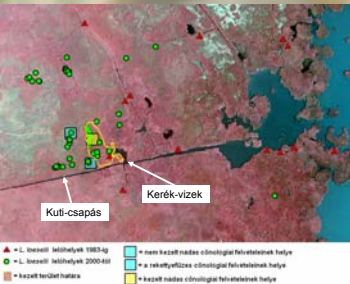 Kerék-vizek
Kuti-csapás
= L. loeselii lelőhelyek 1983-ig
= L. loeselii lelőhelyek 2000-től
= kezelt terület határa
= nem kezelt nádas cönológiai felvételeinek helye
= a rekettyefüzes cönológiai felvételeinek helye
= kezelt nádas cönológiai felvételeinek helye